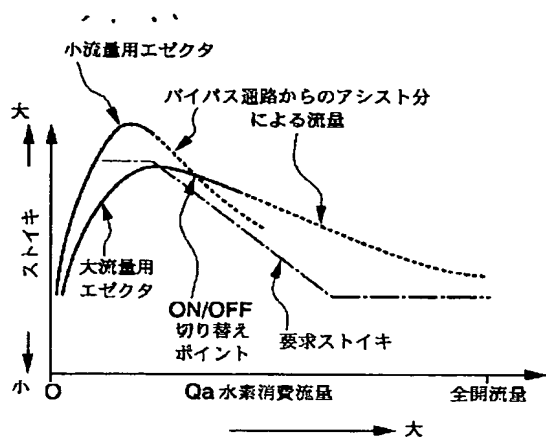 小流量用エゼクタ
バイパス通路からのアシスト分
による流量
大
ストイキ
小
大流量用
エゼクタ
ON/OFF
切り替え
ポイント
要求ストイキ
O
Qa 水素消費流量
全開流量
大